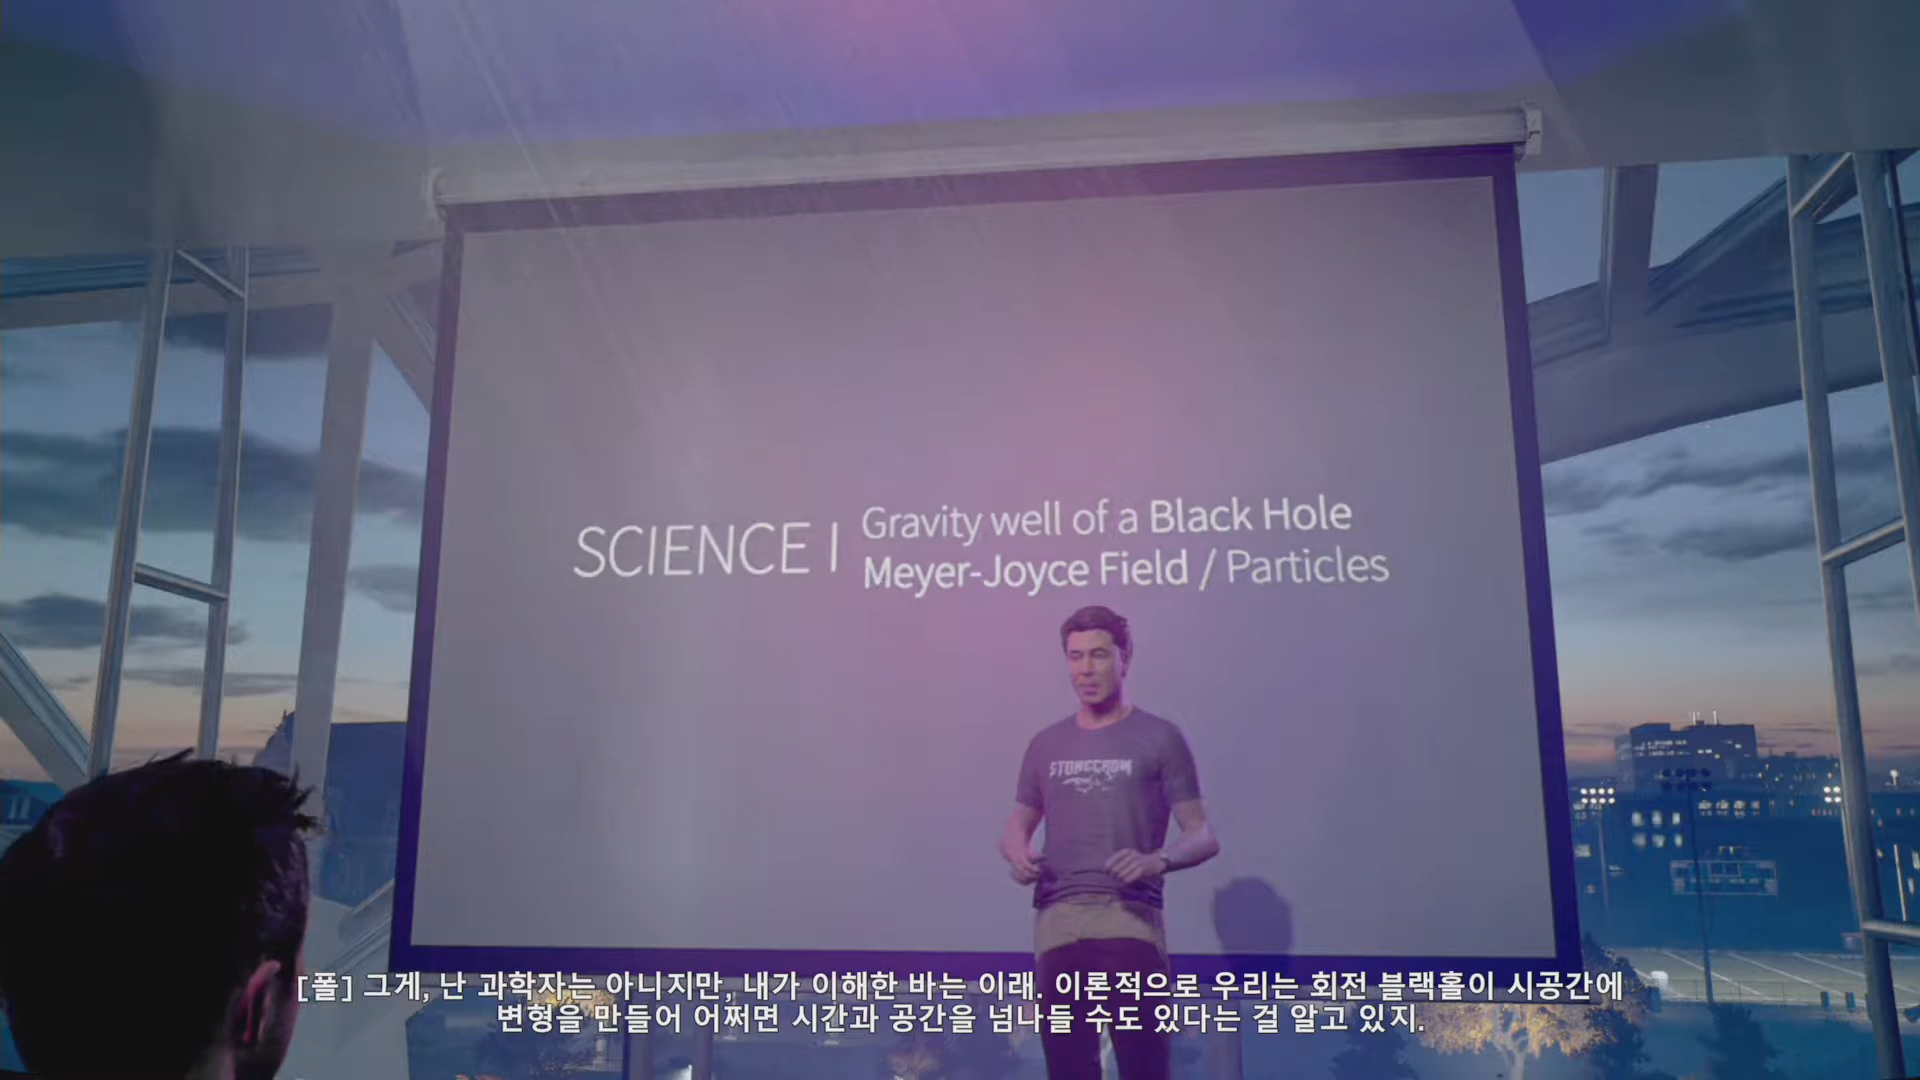 SCIENCE | Gravity well of a Black Hole
Meyer-Joyce Field / Particles
STONECROW
[폴] 그게, 난 과학자는 아니지만, 내가 이해한 바는 이래. 이론적으로 우리는 회전 블랙홀이 시공간에
변형을 만들어 어쩌면 시간과 공간을 넘나들 수도 있다는 걸 알고 있지.